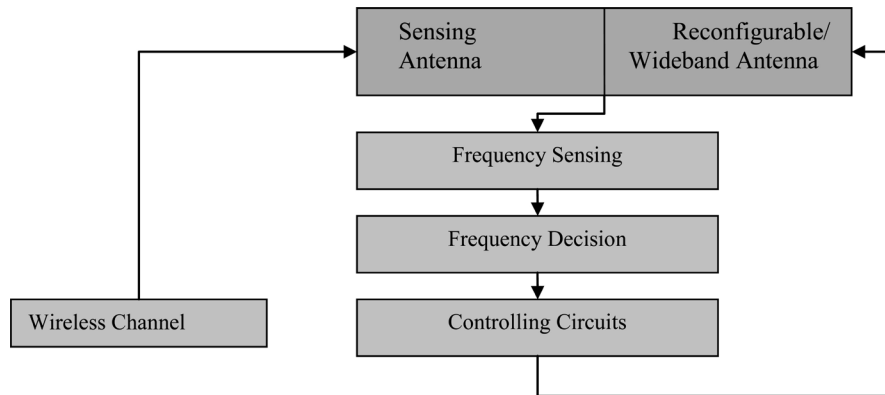 Sensing
Antenna
Reconfigurable/
Wideband Antenna
Frequency Sensing
Frequency Decision
Wireless Channel
Controlling Circuits